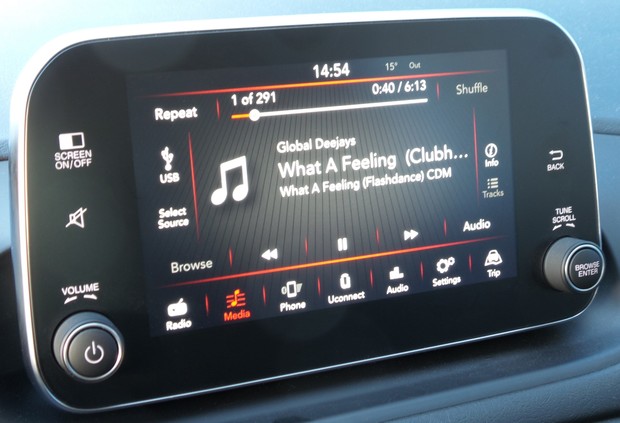 14:54
15° Out
Repeat
1 of 291
0:40 / 6:13
Shuffle
SCREEN
ON/OFF
USB
Global Deejays
What A Feeling (Clubh...
What A Feeling (Flashdance) CDM
Info
Tracks
BACK
Select
Source
TUNE
SCROLL
Browse
Audio
VOLUME
BROWSE
ENTER
Radio
Media
Phone
Uconnect
Audio
Settings
Trip